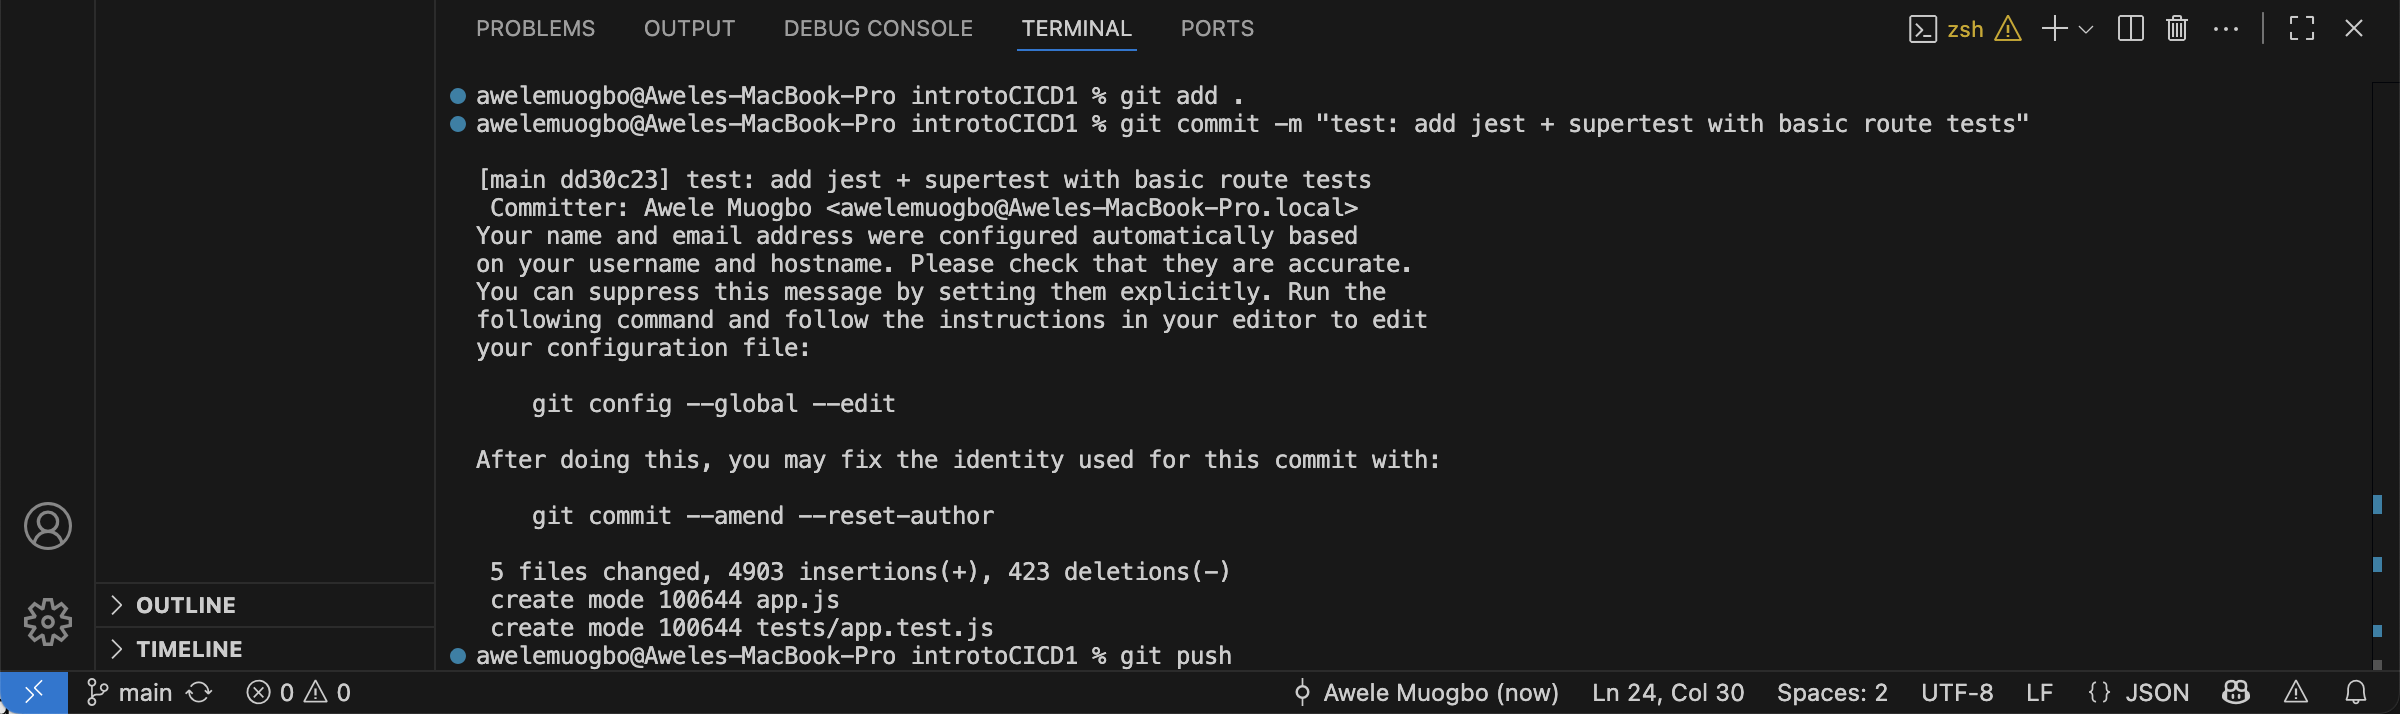 PROBLEMS OUTPUT DEBUG CONSOLE TERMINAL PORTS zsh
awelemuogbo@Aweles-MacBook-Pro introtoCICD1 % git add .
awelemuogbo@Aweles-MacBook-Pro introtoCICD1 % git commit -m "test: add jest + supertest with basic route tests"
[main dd30c23] test: add jest + supertest with basic route tests
Committer: Awele Muogbo <awelemuogbo@Aweles-MacBook-Pro.local>
Your name and email address were configured automatically based
on your username and hostname. Please check that they are accurate.
You can suppress this message by setting them explicitly. Run the
following command and follow the instructions in your editor to edit
your configuration file:
git config --global --edit
After doing this, you may fix the identity used for this commit with:
git commit --amend --reset-author
5 files changed, 4903 insertions(+), 423 deletions(-)
create mode 100644 app.js
create mode 100644 tests/app.test.js
awelemuogbo@Aweles-MacBook-Pro introtoCICD1 % git push
OUTLINE
TIMELINE
main 0 0 Awele Muogbo (now) Ln 24, Col 30 Spaces: 2 UTF-8 LF {} JSON